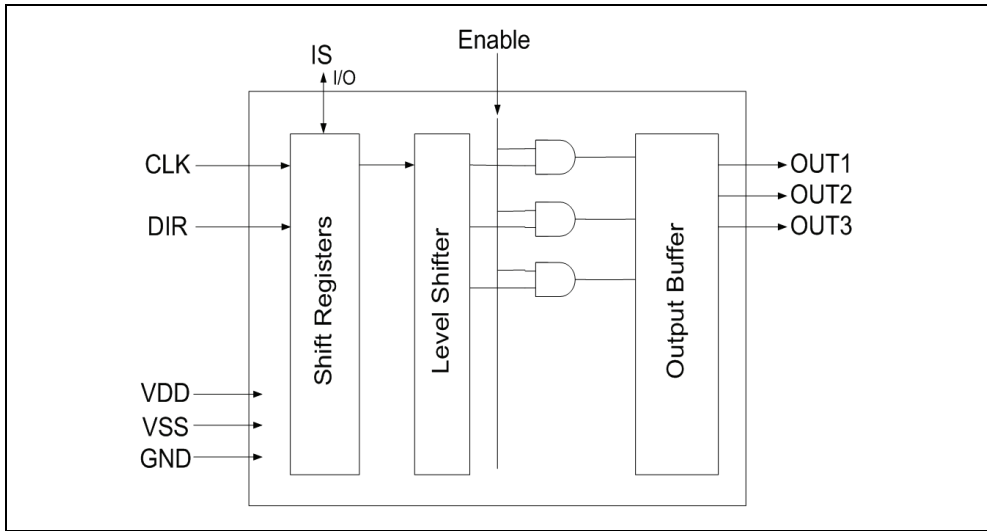 Enable
IS
I/O
CLK
DIR
VDD
VSS
GND
Shift Registers
Level Shifter
Output Buffer
OUT1
OUT2
OUT3